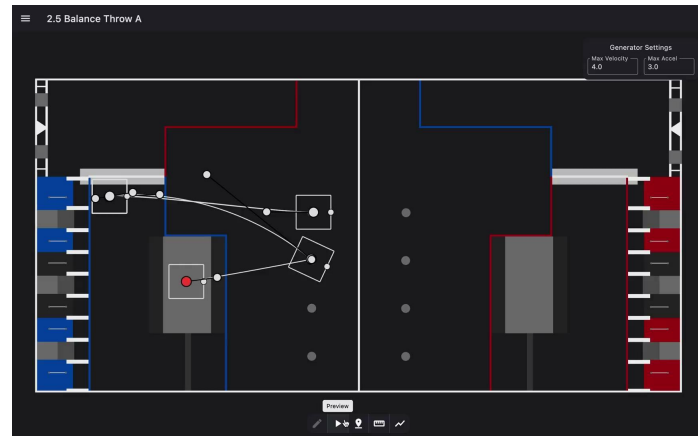 2.5 Balance Throw A
Generator Settings
Max Velocity
Max Accel
4.0
3.0
Preview